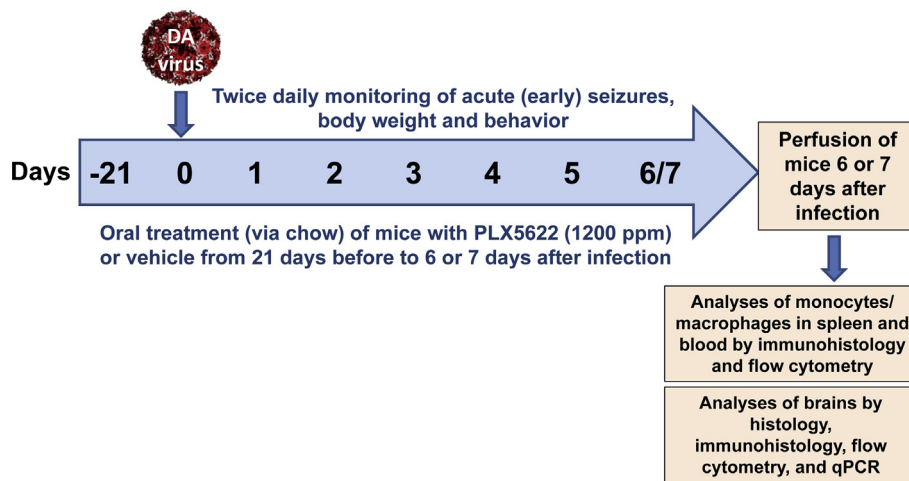 DA
virus
Twice daily monitoring of acute (early) seizures,
body weight and behavior
Days -21 0 1 2 3 4 5 6/7
Oral treatment (via chow) of mice with PLX5622 (1200 ppm)
or vehicle from 21 days before to 6 or 7 days after infection
Perfusion of
mice 6 or 7
days after
infection
Analyses of monocytes/
macrophages in spleen and
blood by immunohistology
and flow cytometry
Analyses of brains by
histology,
immunohistology, flow
cytometry, and qPCR